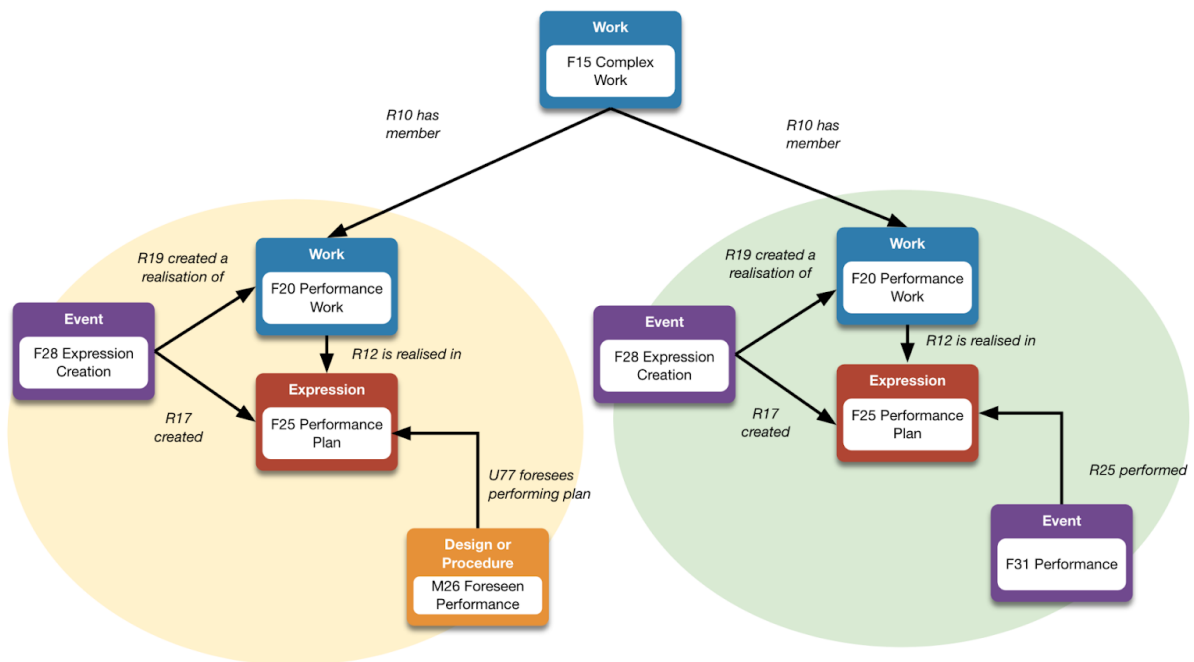 Work
F15 Complex
Work
R10 has
member
R10 has
member
R19 created a
realisation of
Work
F20 Performance
Work
Event
F28 Expression
Creation
R12 is realised in
R17
created
Expression
F25 Performance
Plan
U77 foresees
performing plan
Design or
Procedure
M26 Foreseen
Performance
R19 created a
realisation of
Work
F20 Performance
Work
Event
F28 Expression
Creation
R12 is realised in
R17
created
Expression
F25 Performance
Plan
R25 performed
Event
F31 Performance